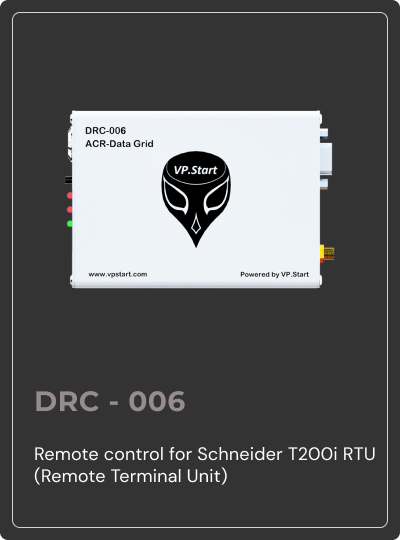 DRC-006
ACR-Data Grid
VP.Start
www.vpstart.com Powered by VP.Start
DRC - 006
Remote control for Schneider T200i RTU
(Remote Terminal Unit)